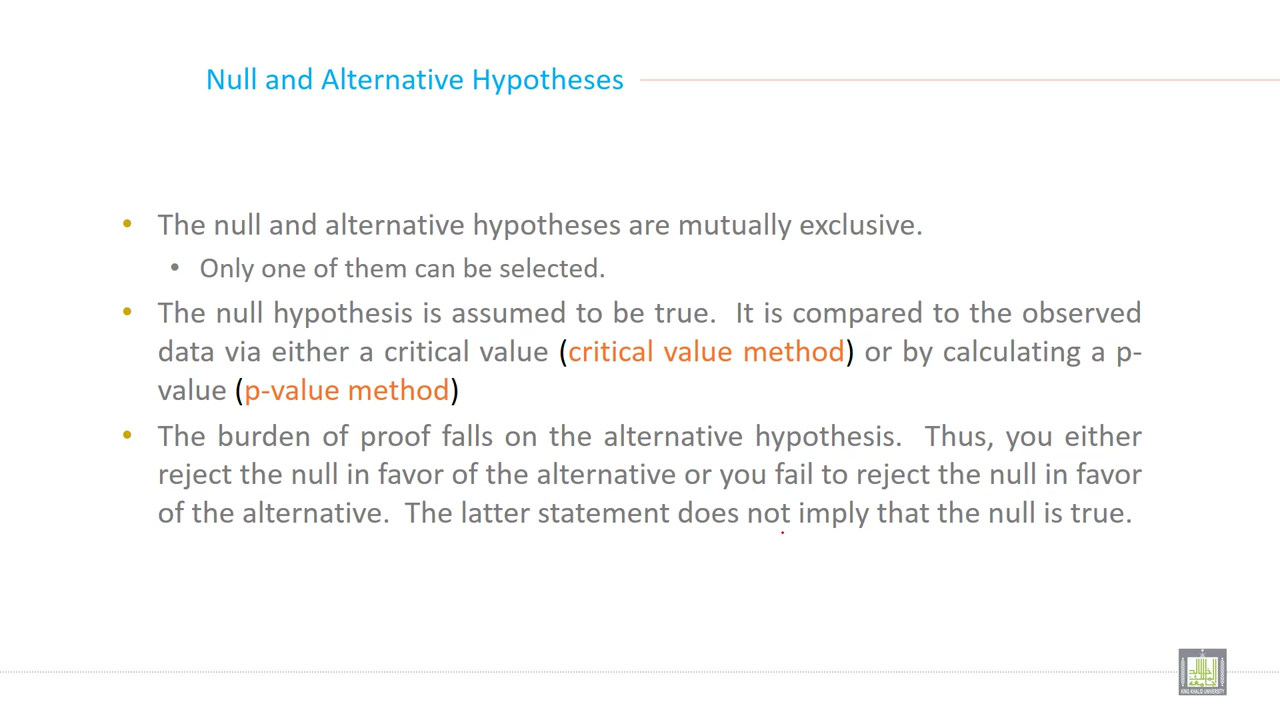 Null and Alternative Hypotheses
• The null and alternative hypotheses are mutually exclusive.
• Only one of them can be selected.
• The null hypothesis is assumed to be true. It is compared to the observed
data via either a critical value (critical value method) or by calculating a p-
value (p-value method)
• The burden of proof falls on the alternative hypothesis. Thus, you either
reject the null in favor of the alternative or you fail to reject the null in favor
of the alternative. The latter statement does not imply that the null is true.
KING KHALID UNIVERSITY